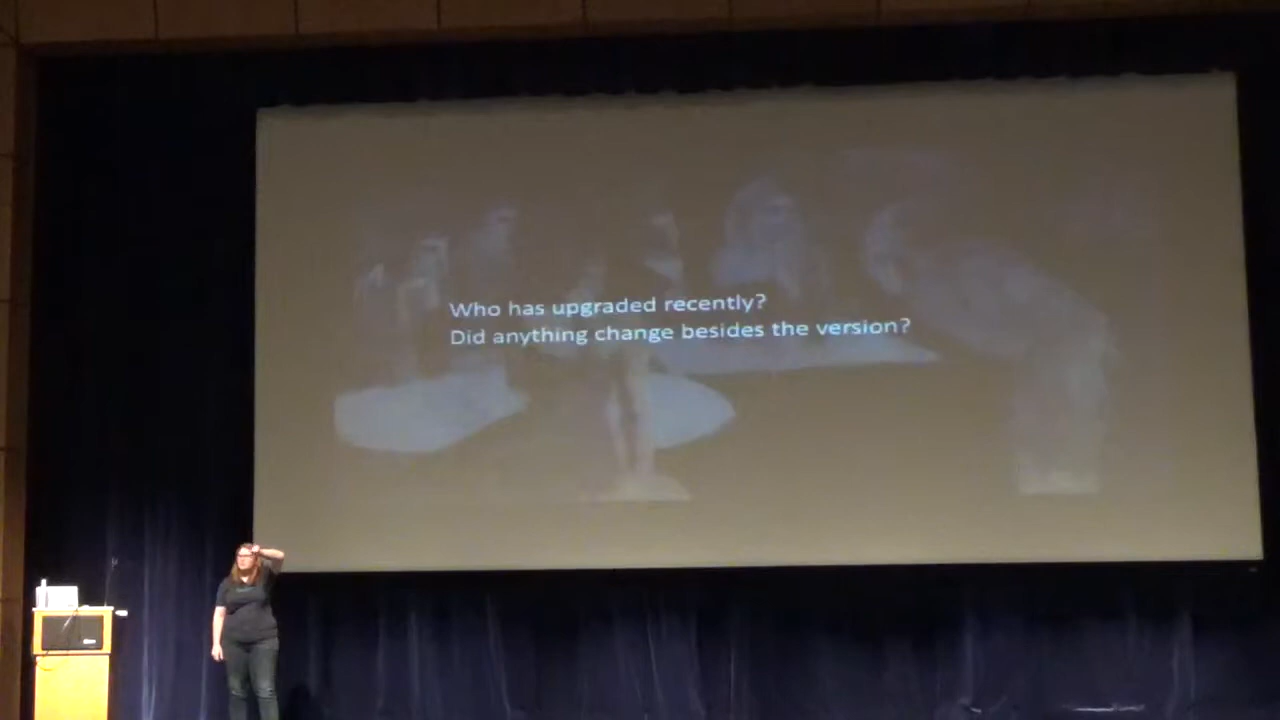 Who has upgraded recently?
Did anything change besides the version?